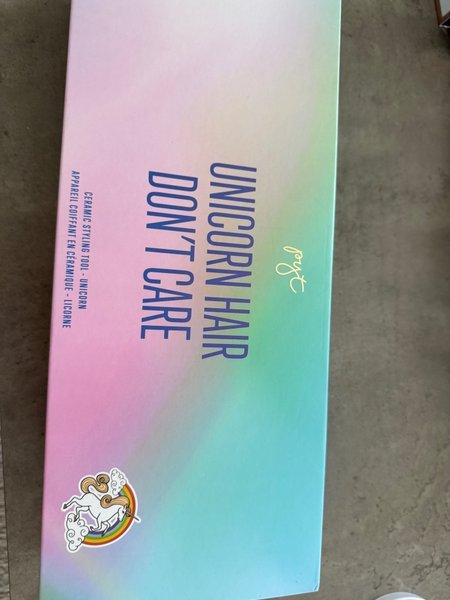 pyt
UNICORN HAIR
DON'T CARE
CERAMIC STYLING TOOL - UNICORN
APPAREIL COIFFANT EN CÉRAMIQUE - LICORNE